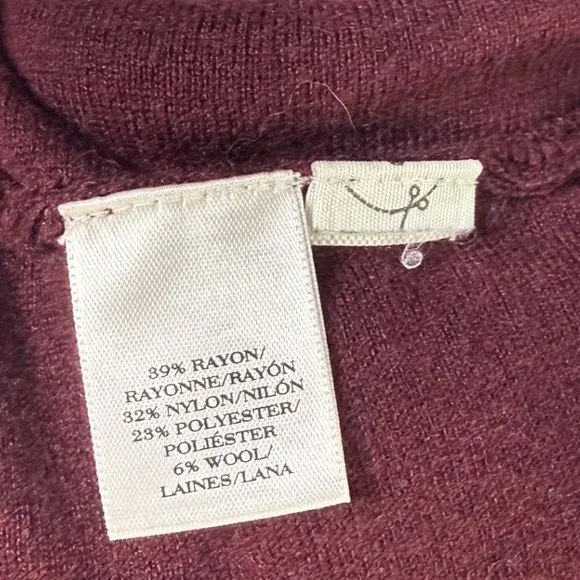 39% RAYON/
RAYONNE/RAYÓN
32% NYLON/NILÓN
23% POLYESTER/
POLIÉSTER
6% WOOL/
LAINES/LANA